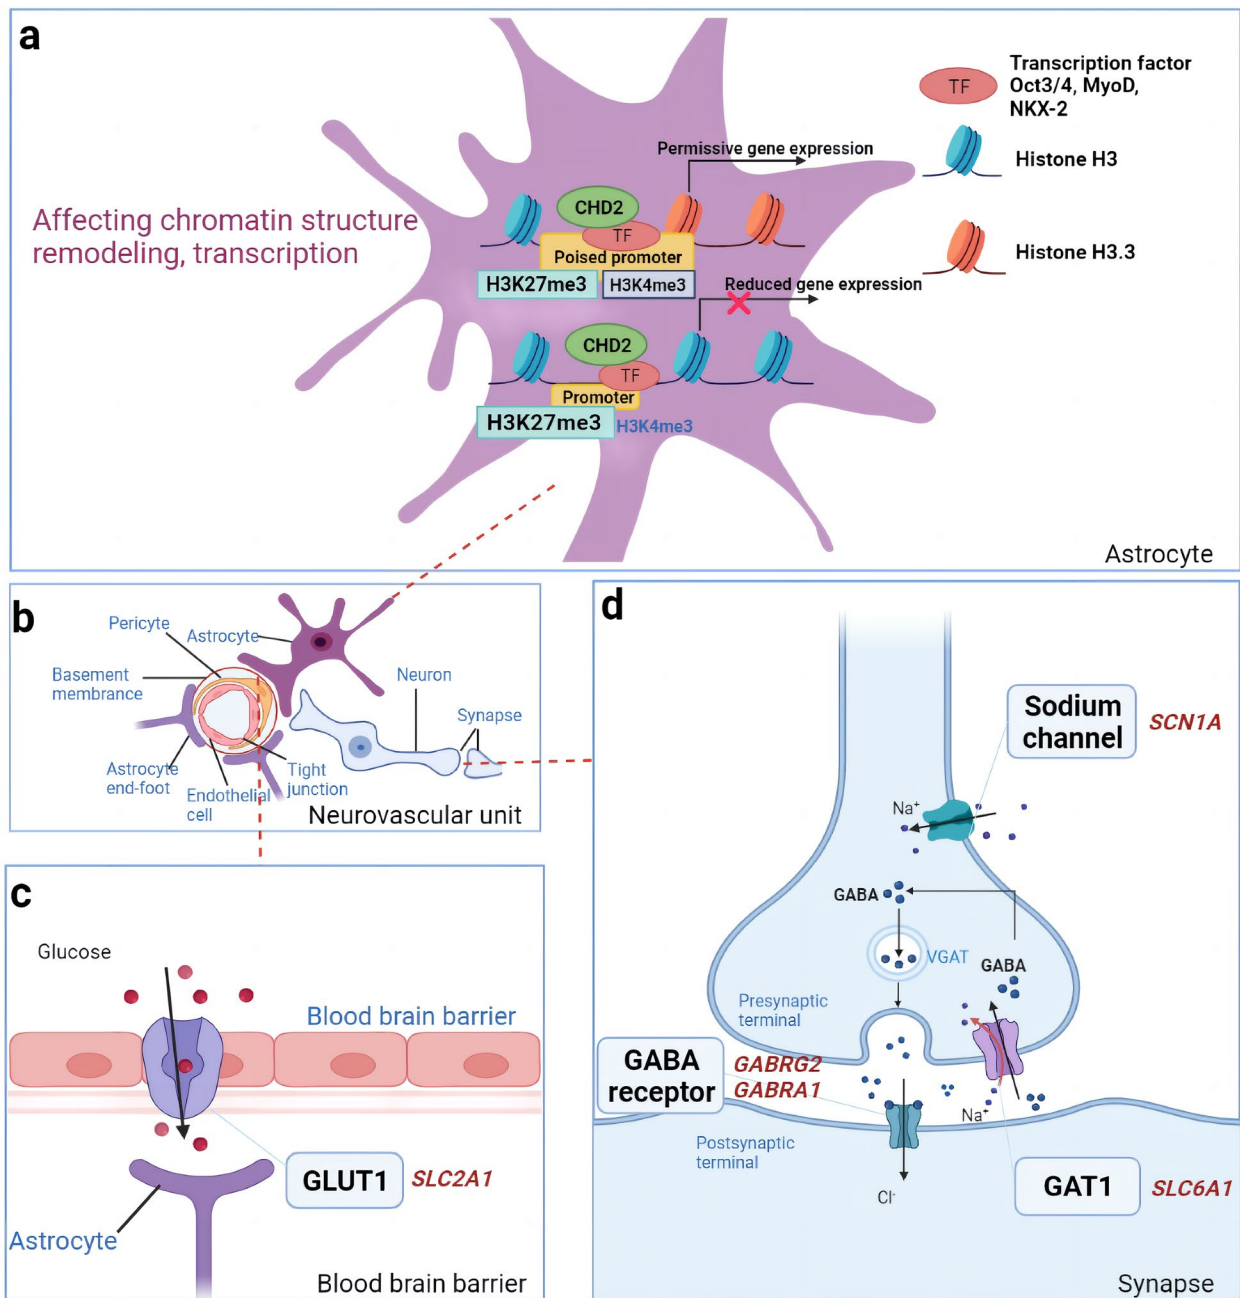 a
TF
Transcription factor
Oct3/4, MyoD,
NKX-2
Histone H3
Histone H3.3
Affecting chromatin structure
remodeling, transcription
Permissive gene expression
CHD2
TF
Poised promoter
H3K27me3
H3K4me3
Reduced gene expression
CHD2
TF
Promoter
H3K27me3
H3K4me3
Astrocyte
b
Pericyte
Astrocyte
Basement
membrance
Neuron
Synapse
Astrocyte
end-foot
Endothelial
cell
Tight
junction
Neurovascular unit
c
Glucose
Blood brain barrier
GLUT1
SLC2A1
Astrocyte
Blood brain barrier
d
Sodium
channel
SCN1A
Na⁺
GABA
VGAT
GABA
Presynaptic
terminal
GABA
receptor
GABRG2
GABRA1
Na⁺
Postsynaptic
terminal
Cl⁻
GAT1
SLC6A1
Synapse